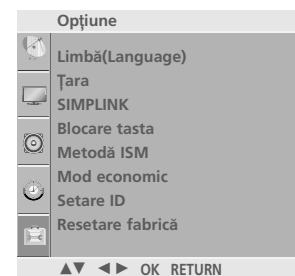 Opțiune
Limbă(Language)
Țara
SIMPLINK
Blocare tasta
Metodă ISM
Mod economic
Setare ID
Resetare fabrică
▲▼ ◄► OK RETURN